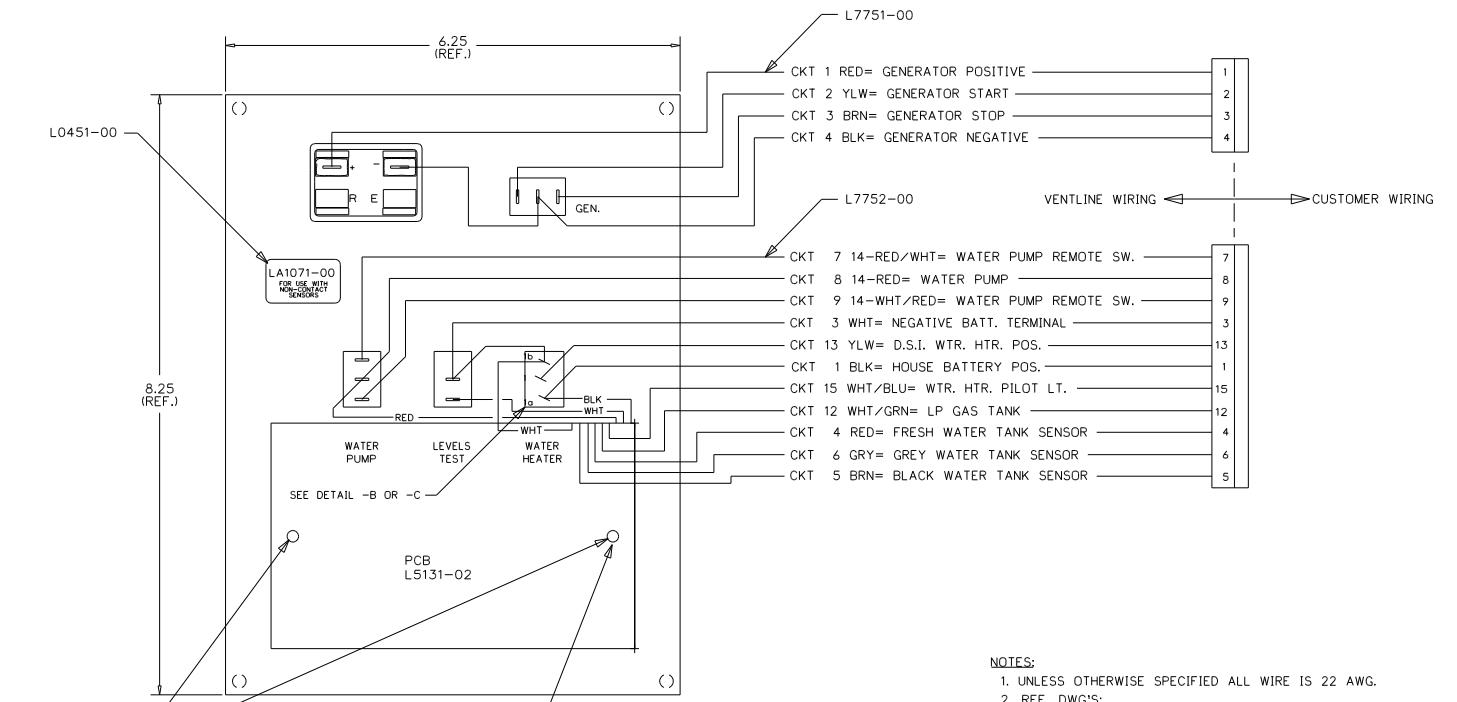 L7751-00
6.25
(REF.)
CKT 1 RED= GENERATOR POSITIVE
1
CKT 2 YLW= GENERATOR START
2
CKT 3 BRN= GENERATOR STOP
3
CKT 4 BLK= GENERATOR NEGATIVE
4
L0451-00
+ -
R E
GEN.
L7752-00
VENTLINE WIRING
CUSTOMER WIRING
LA1071-00
FOR USE WITH
NON-CONTACT
SENSORS
CKT 7 14-RED/WHT= WATER PUMP REMOTE SW.
7
CKT 8 14-RED= WATER PUMP
8
CKT 9 14-WHT/RED= WATER PUMP REMOTE SW.
9
CKT 3 WHT= NEGATIVE BATT. TERMINAL
3
CKT 13 YLW= D.S.I. WTR. HTR. POS.
13
CKT 1 BLK= HOUSE BATTERY POS.
1
CKT 15 WHT/BLU= WTR. HTR. PILOT LT.
15
CKT 12 WHT/GRN= LP GAS TANK
12
CKT 4 RED= FRESH WATER TANK SENSOR
4
CKT 6 GRY= GREY WATER TANK SENSOR
6
CKT 5 BRN= BLACK WATER TANK SENSOR
5
1b
1
1a
BLK
WHT
RED
WHT
8.25
(REF.)
WATER
PUMP
LEVELS
TEST
WATER
HEATER
SEE DETAIL -B OR -C
PCB
L5131-02
NOTES:
1. UNLESS OTHERWISE SPECIFIED ALL WIRE IS 22 AWG.
2. REF. DWG'S: